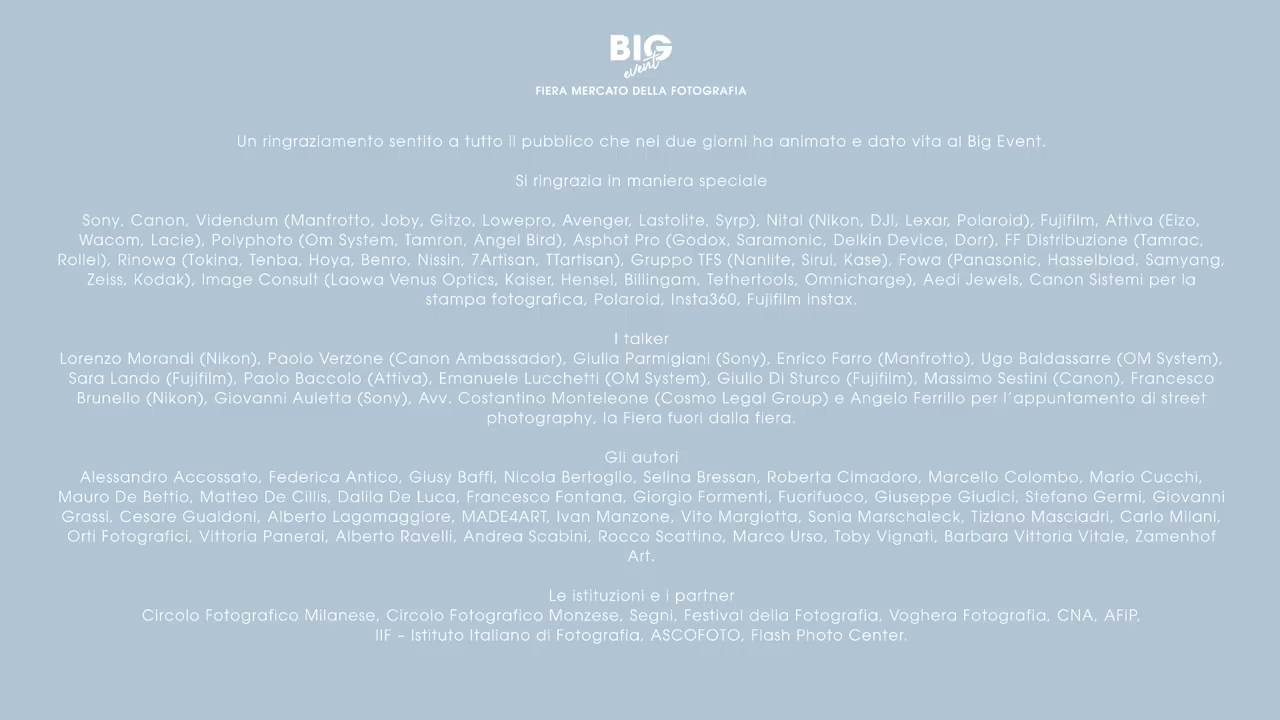 BIG
event
FIERA MERCATO DELLA FOTOGRAFIA
Un ringraziamento sentito a tutto il pubblico che nei due giorni ha animato e dato vita al Big Event.
Si ringrazia in maniera speciale
Sony, Canon, Videndum (Manfrotto, Joby, Gitzo, Lowepro, Avenger, Lastolite, Syrp), Nital (Nikon, DJI, Lexar, Polaroid), Fujifilm, Attiva (Eizo,
Wacom, Lacie), Polyphoto (Om System, Tamron, Angel Bird), Asphot Pro (Godox, Saramonic, Delkin Device, Dorr), FF Distribuzione (Tamrac,
Rollei), Rinowa (Tokina, Tenba, Hoya, Benro, Nissin, 7Artisan, TTartisan), Gruppo TFS (Nanlite, Sirui, Kase), Fowa (Panasonic, Hasselblad, Samyang,
Zeiss, Kodak), Image Consult (Laowa Venus Optics, Kaiser, Hensel, Billingam, Tethertools, Omnicharge), Aedi Jewels, Canon Sistemi per la
stampa fotografica, Polaroid, Insta360, Fujifilm instax.
I talker
Lorenzo Morandi (Nikon), Paolo Verzone (Canon Ambassador), Giulia Parmigiani (Sony), Enrico Farro (Manfrotto), Ugo Baldassarre (OM System),
Sara Lando (Fujifilm), Paolo Baccolo (Attiva), Emanuele Lucchetti (OM System), Giulio Di Sturco (Fujifilm), Massimo Sestini (Canon), Francesco
Brunello (Nikon), Giovanni Auletta (Sony), Avv. Costantino Monteleone (Cosmo Legal Group) e Angelo Ferrillo per l'appuntamento di street
photography, la Fiera fuori dalla fiera.
Gli autori
Alessandro Accossato, Federica Antico, Giusy Baffi, Nicola Bertoglio, Selina Bressan, Roberta Cimadoro, Marcello Colombo, Mario Cucchi,
Mauro De Bettio, Matteo De Cillis, Dalila De Luca, Francesco Fontana, Giorgio Formenti, Fuorifuoco, Giuseppe Giudici, Stefano Germi, Giovanni
Grassi, Cesare Gualdoni, Alberto Lagomaggiore, MADE4ART, Ivan Manzone, Vito Margiotta, Sonia Marschaleck, Tiziano Masciadri, Carlo Milani,
Orti Fotografici, Vittoria Panerai, Alberto Ravelli, Andrea Scabini, Rocco Scattino, Marco Urso, Toby Vignati, Barbara Vittoria Vitale, Zamenhof
Art.
Le istituzioni e i partner
Circolo Fotografico Milanese, Circolo Fotografico Monzese, Segni, Festival della Fotografia, Voghera Fotografia, CNA, AFIP,
IIF – Istituto Italiano di Fotografia, ASCOFOTO, Flash Photo Center.